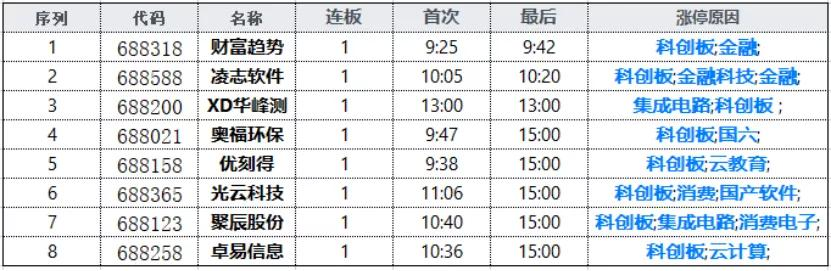 序列 代码 名称 连板 首次 最后 涨停原因
1 688318 财富趋势 1 9:25 9:42 科创板;金融;
2 688588 凌志软件 1 10:05 10:20 科创板;金融科技;金融;
3 688200 XD华峰测 1 13:00 13:00 集成电路;科创板 ;
4 688021 奥福环保 1 9:47 15:00 科创板;国六;
5 688158 优刻得 1 9:38 15:00 科创板;云教育;
6 688365 光云科技 1 11:06 15:00 科创板;消费;国产软件;
7 688123 聚辰股份 1 10:40 15:00 科创板;集成电路;消费电子;
8 688258 卓易信息 1 10:36 15:00 科创板;云计算;